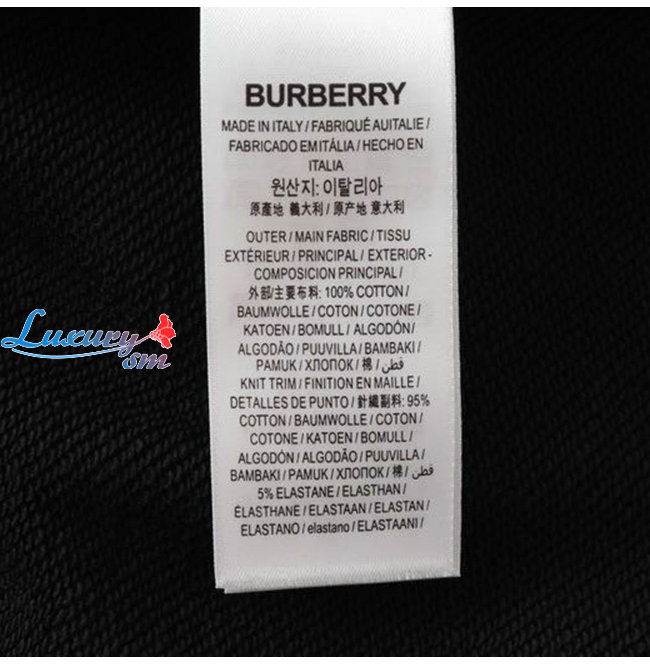 BURBERRY
MADE IN ITALY / FABRIQUÉ AUITALIE /
FABRICADO EM ITÁLIA / HECHO EN
ITALIA
원산지: 이탈리아
原產地 義大利 / 原产地 意大利
OUTER / MAIN FABRIC / TISSU
EXTÉRIEUR / PRINCIPAL / EXTERIOR -
COMPOSICION PRINCIPAL /
外部/主要布料: 100% COTTON /
BAUMWOLLE / COTON / COTONE /
KATOEN / BOMULL / ALGODÓN /
ALGODÃO / PUUVILLA / BAMBAKI /
PAMUK / ХЛОПОК / 棉 / قطن /
KNIT TRIM / FINITION EN MAILLE /
DETALLES DE PUNTO / 針織副料: 95%
COTTON / BAUMWOLLE / COTON /
COTONE / KATOEN / BOMULL /
ALGODÓN / ALGODÃO / PUUVILLA /
BAMBAKI / PAMUK / ХЛОПОК / 棉 / قطن
5% ELASTANE / ELASTHAN /
ÉLASTHANE / ELASTAAN / ELASTAN /
ELASTANO / elastano / ELASTAANI /
Luxury
sm